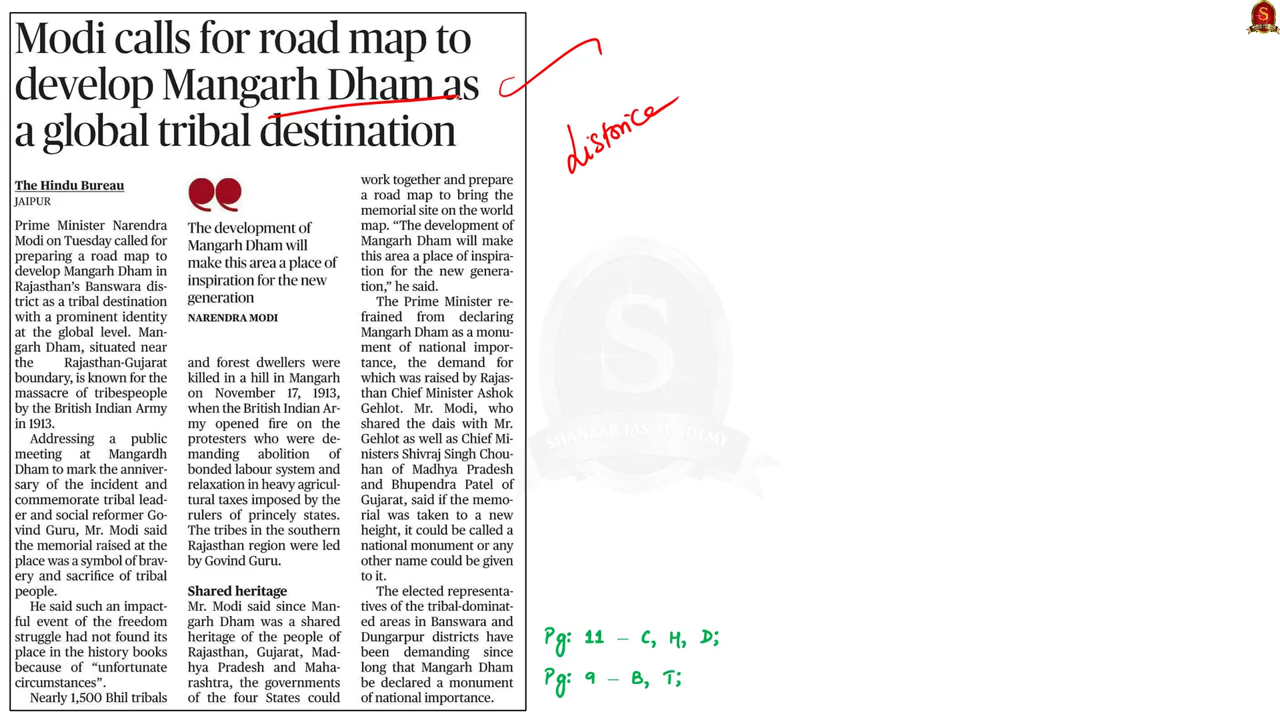 Modi calls for road map to
develop Mangarh Dham as
a global tribal destination
The Hindu Bureau
JAIPUR
Prime Minister Narendra
Modi on Tuesday called for
preparing a road map to
develop Mangarh Dham in
Rajasthan's Banswara dis-
trict as a tribal destination
with a prominent identity
at the global level. Man-
garh Dham, situated near
the Rajasthan-Gujarat
boundary, is known for the
massacre of tribespeople
by the British Indian Army
in 1913.
Addressing a public
meeting at Mangardh
Dham to mark the anniver-
sary of the incident and
commemorate tribal lead-
er and social reformer Go-
vind Guru, Mr. Modi said
the memorial raised at the
place was a symbol of brav-
ery and sacrifice of tribal
people.
He said such an impact-
ful event of the freedom
struggle had not found its
place in the history books
because of "unfortunate
circumstances".
Nearly 1,500 Bhil tribals
The development of
Mangarh Dham will
make this area a place of
inspiration for the new
generation
NARENDRA MODI
and forest dwellers were
killed in a hill in Mangarh
on November 17, 1913,
when the British Indian Ar-
my opened fire on the
protesters who were de-
manding abolition of
bonded labour system and
relaxation in heavy agricul-
tural taxes imposed by the
rulers of princely states.
The tribes in the southern
Rajasthan region were led
by Govind Guru.
Shared heritage
Mr. Modi said since Man-
garh Dham was a shared
heritage of the people of
Rajasthan, Gujarat, Mad-
hya Pradesh and Maha-
rashtra, the governments
of the four States could
work together and prepare
a road map to bring the
memorial site on the world
map. "The development of
Mangarh Dham will make
this area a place of inspira-
tion for the new genera-
tion," he said.
The Prime Minister re-
frained from declaring
Mangarh Dham as a monu-
ment of national impor-
tance, the demand for
which was raised by Rajas-
than Chief Minister Ashok
Gehlot. Mr. Modi, who
shared the dais with Mr.
Gehlot as well as Chief Mi-
nisters Shivraj Singh Chou-
han of Madhya Pradesh
and Bhupendra Patel of
Gujarat, said if the memo-
rial was taken to a new
height, it could be called a
national monument or any
other name could be given
to it.
The elected representa-
tives of the tribal-dominat-
ed areas in Banswara and
Dungarpur districts have
been demanding since
long that Mangarh Dham
be declared a monument
of national importance.
S
SHANKAR IAS ACADEMY
Pg: 11 – C, H, D;
Pg: 9 – B, T;